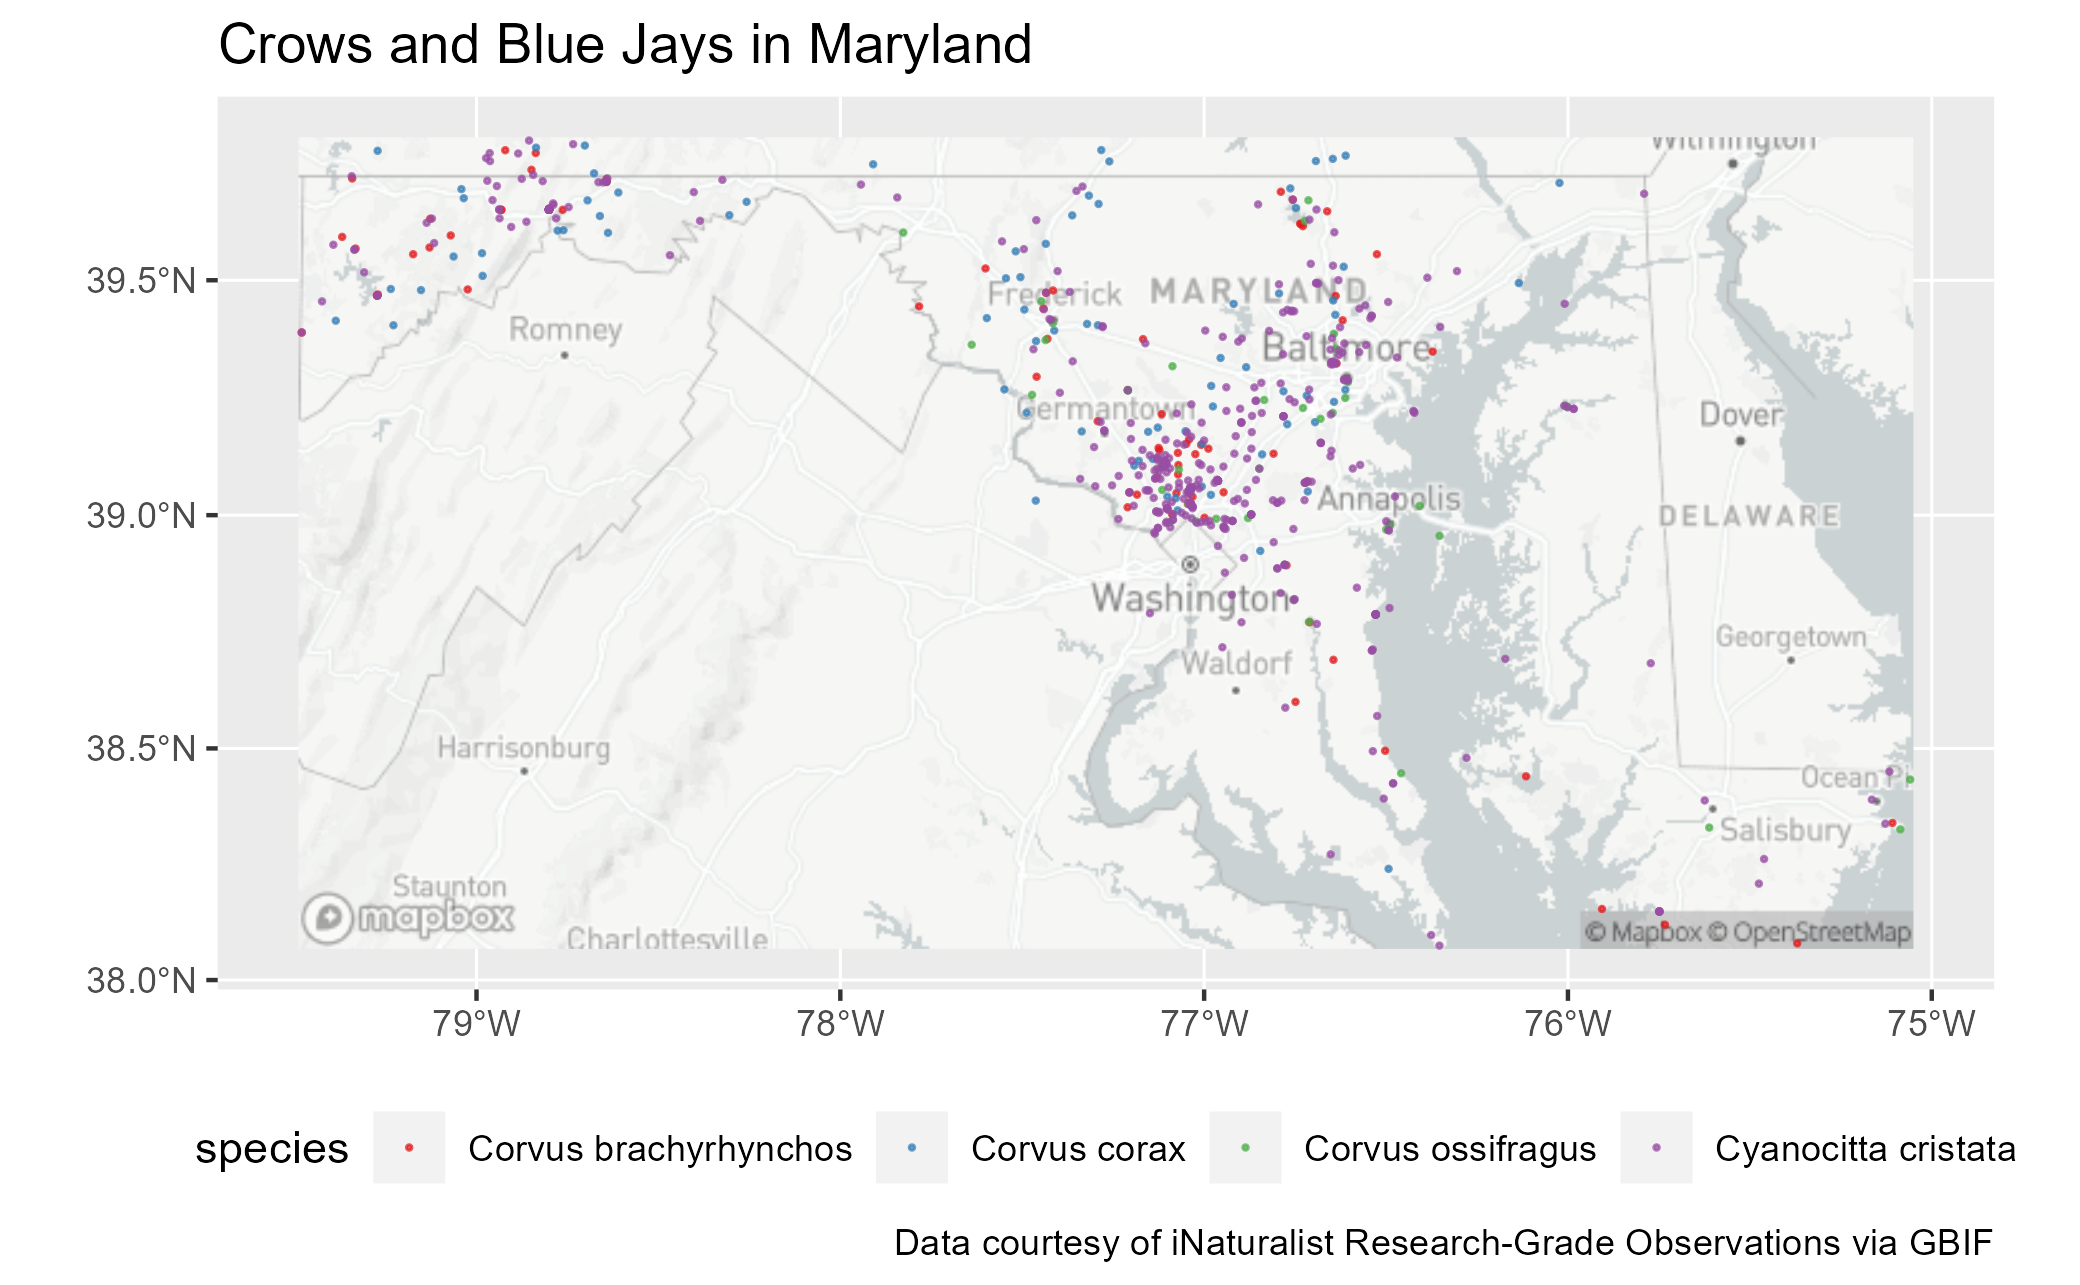 Crows and Blue Jays in Maryland
Wilmington
39.5°N
Frederick
MARYLAND
Romney
Baltimore
Germantown
Dover
39.0°N
Annapolis
DELAWARE
Washington
Georgetown
Waldorf
38.5°N
Harrisonburg
Ocean Pi
Salisbury
Staunton
mapbox
Charlottesville
© Mapbox © OpenStreetMap
38.0°N
79°W 78°W 77°W 76°W 75°W
species Corvus brachyrhynchos Corvus corax Corvus ossifragus Cyanocitta cristata
Data courtesy of iNaturalist Research-Grade Observations via GBIF